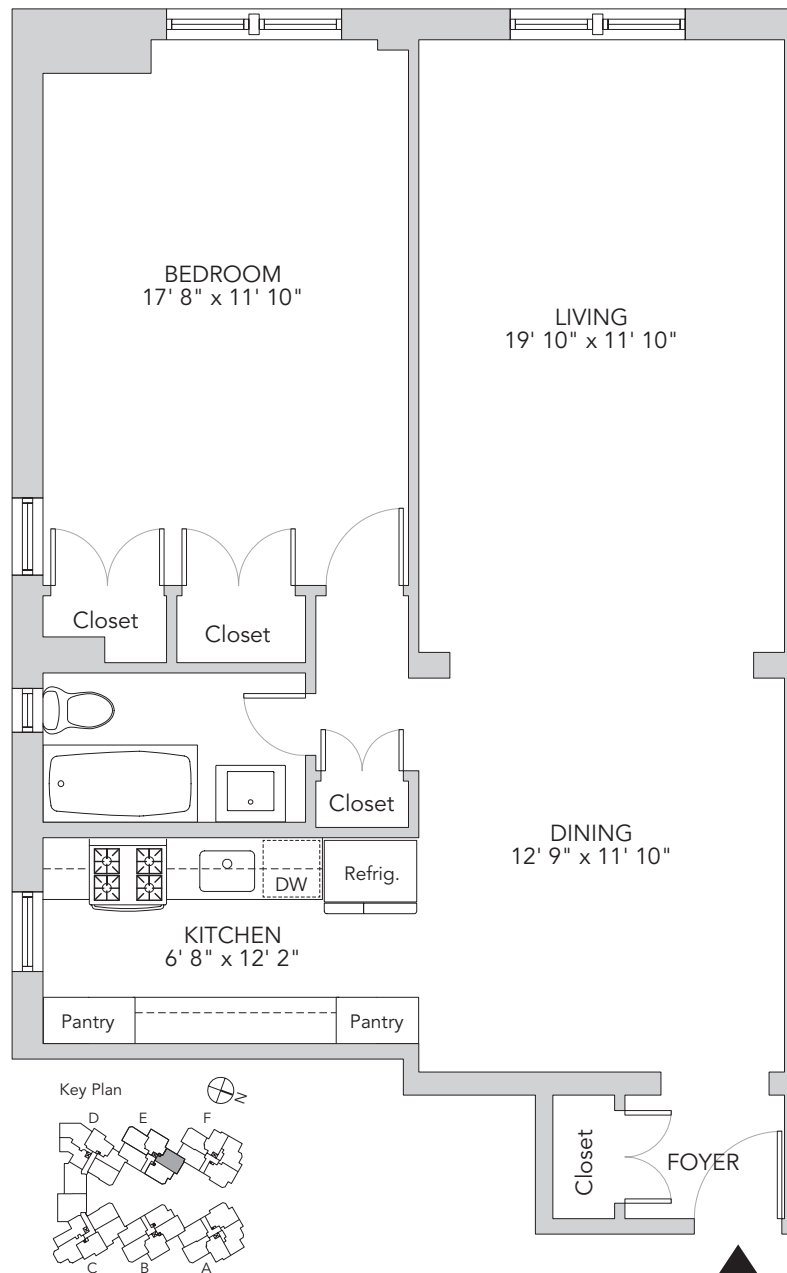 BEDROOM
17' 8" x 11' 10"
LIVING
19' 10" x 11' 10"
Closet
Closet
Closet
DINING
12' 9" x 11' 10"
Refrig.
DW
KITCHEN
6' 8" x 12' 2"
Pantry
Pantry
Key Plan
N
D
E
F
Closet
FOYER
C
B
A